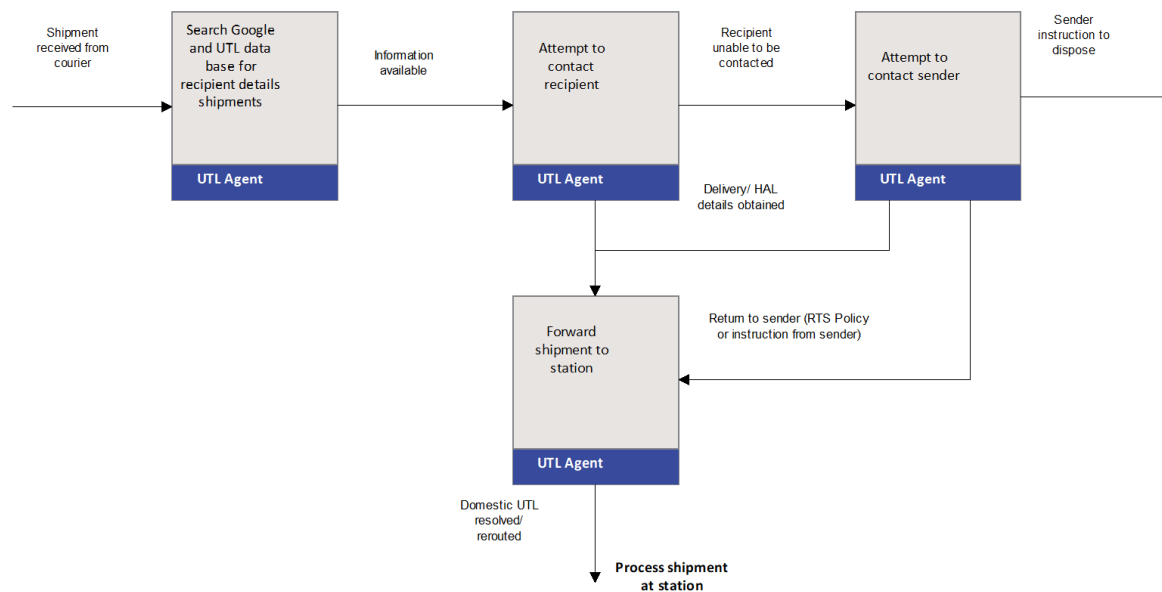 Shipment
received from
courier
Search Google
and UTL data
base for
recipient details
shipments
UTL Agent
Information
available
Attempt to
contact
recipient
UTL Agent
Recipient
unable to be
contacted
Attempt to
contact sender
UTL Agent
Sender
instruction to
dispose
Delivery/ HAL
details obtained
Return to sender (RTS Policy
or instruction from sender)
Forward
shipment to
station
UTL Agent
Domestic UTL
resolved/
rerouted
Process shipment
at station